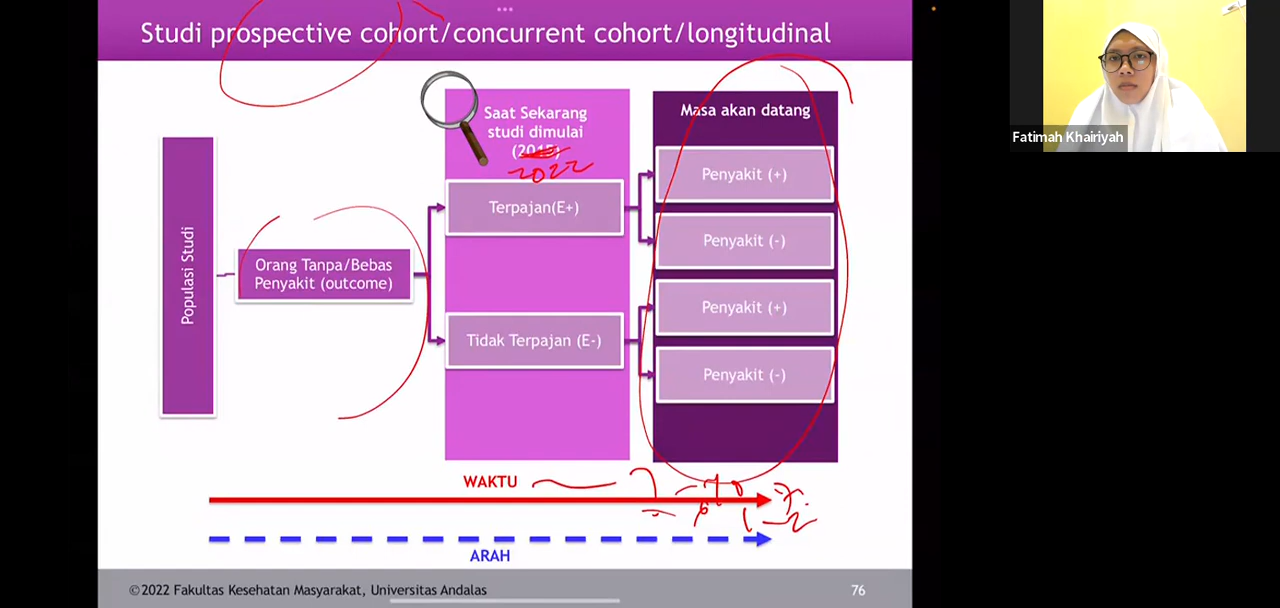 Studi prospective cohort/concurrent cohort/longitudinal
Fatimah Khairiyah
Saat Sekarang
studi dimulai
(2015)
2022
Masa akan datang
Populasi Studi
Orang Tanpa/Bebas
Penyakit (outcome)
Terpajan(E+)
Tidak Terpajan (E-)
Penyakit (+)
Penyakit (-)
Penyakit (+)
Penyakit (-)
WAKTU
ARAH
©2022 Fakultas Kesehatan Masyarakat, Universitas Andalas
76